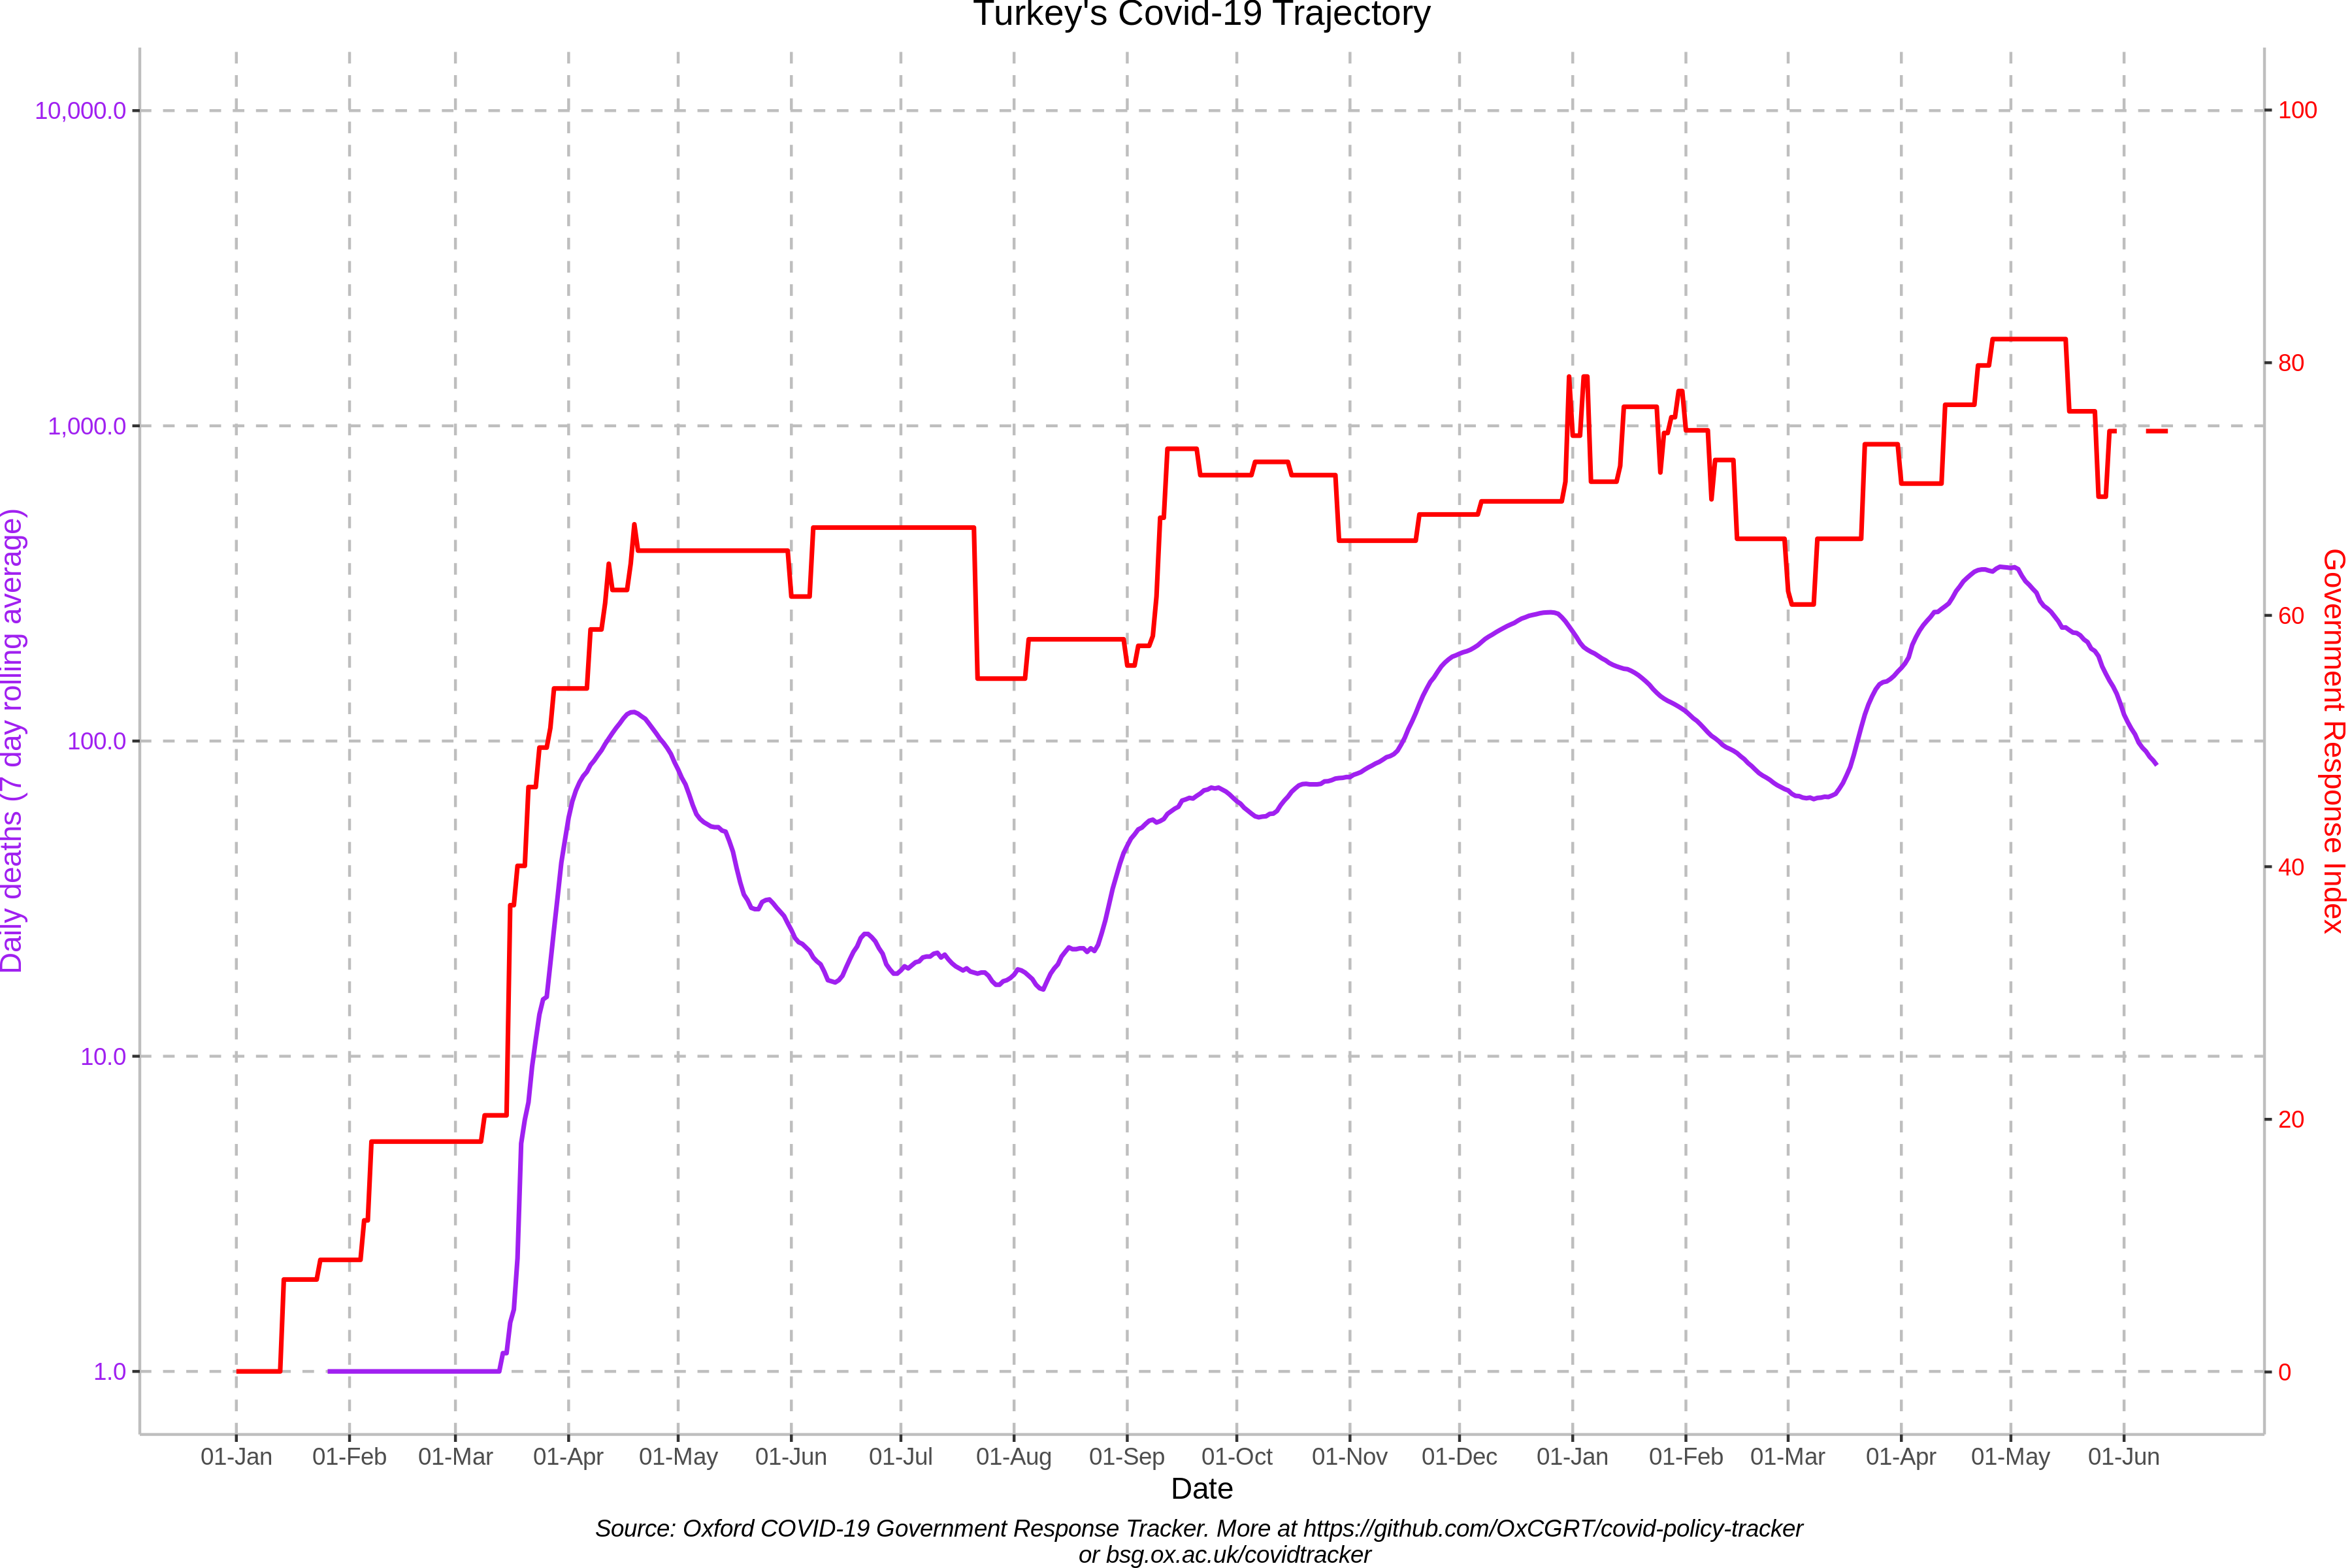 Turkey's Covid-19 Trajectory
Daily deaths (7 day rolling average)
10,000.0
1,000.0
100.0
10.0
1.0
100
80
60
40
20
0
Government Response Index
01-Jan 01-Feb 01-Mar 01-Apr 01-May 01-Jun 01-Jul 01-Aug 01-Sep 01-Oct 01-Nov 01-Dec 01-Jan 01-Feb 01-Mar 01-Apr 01-May 01-Jun
Date
Source: Oxford COVID-19 Government Response Tracker. More at https://github.com/OxCGRT/covid-policy-tracker
or bsg.ox.ac.uk/covidtracker